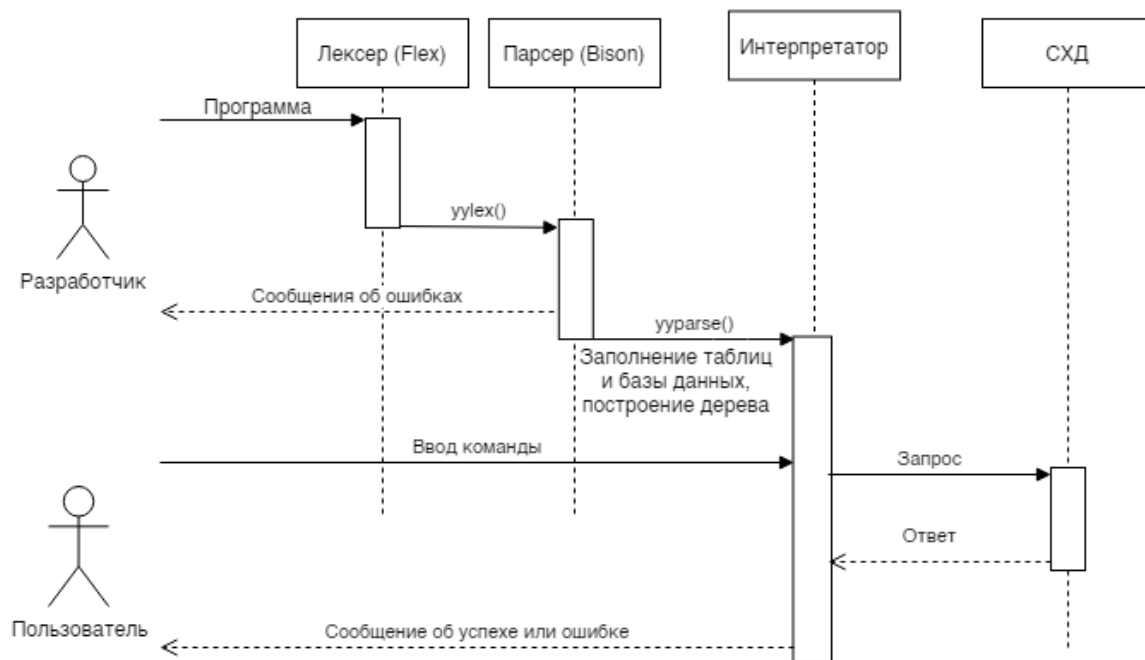 Лексер (Flex)
Парсер (Bison)
Интерпретатор
СХД
Программа
yylex()
Разработчик
Сообщения об ошибках
yyparse()
Заполнение таблиц
и базы данных,
построение дерева
Ввод команды
Запрос
Ответ
Пользователь
Сообщение об успехе или ошибке